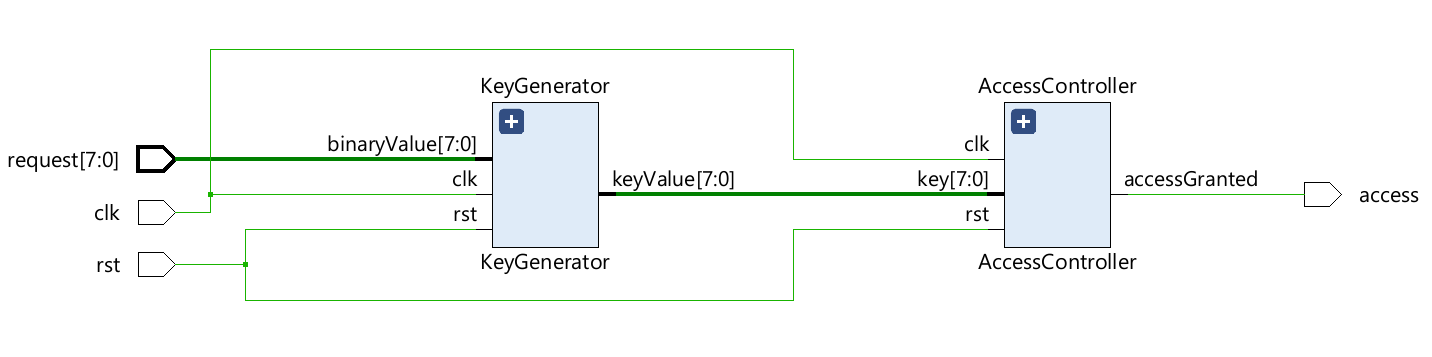 KeyGenerator
AccessController
request[7:0]
binaryValue[7:0]
clk
clk
keyValue[7:0]
key[7:0]
accessGranted
access
clk
rst
rst
rst
KeyGenerator
AccessController